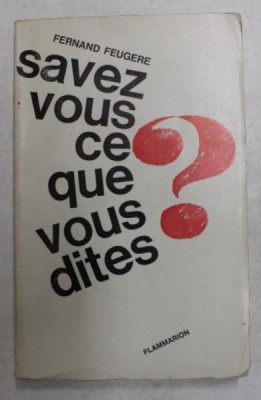 FERNAND FEUGERE
savez
vous
ce
que
vous
dites
?
FLAMMARION